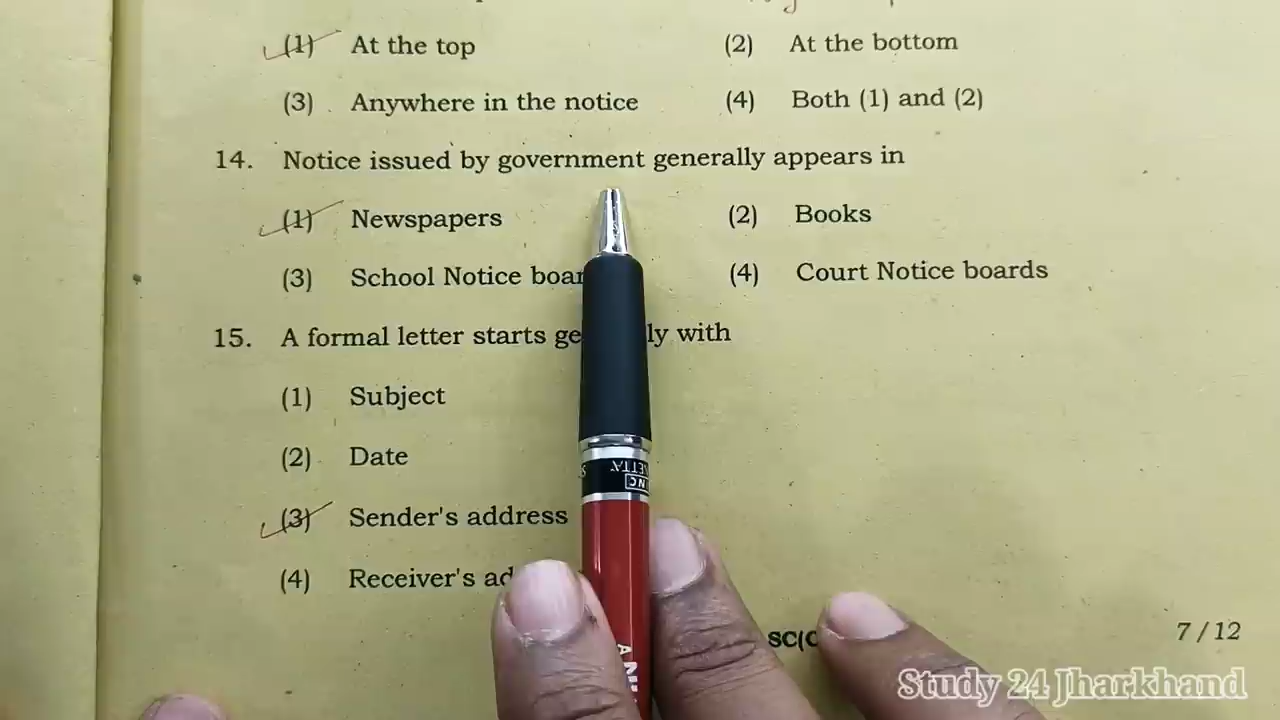 (1) At the top (2) At the bottom
(3) Anywhere in the notice (4) Both (1) and (2)
14. Notice issued by government generally appears in
(1) Newspapers (2) Books
(3) School Notice boar (4) Court Notice boards
15. A formal letter starts ge ly with
(1) Subject
(2) Date
(3) Sender's address
(4) Receiver's ad
SC(C 7 / 12
Study 24 Jharkhand